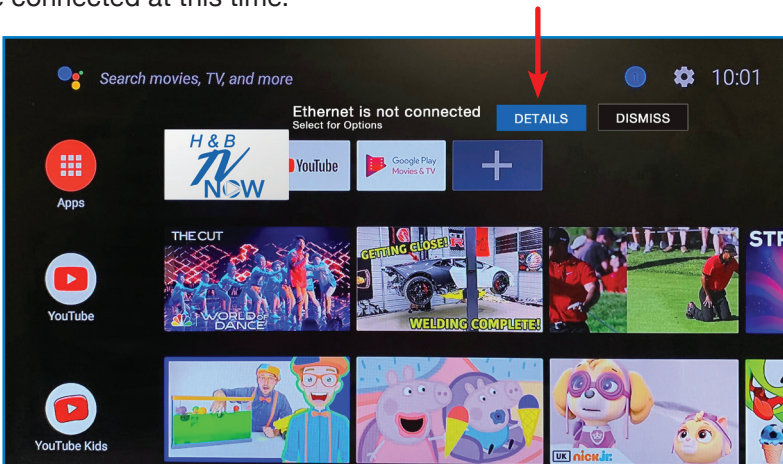 e connected at this time.
Search movies, TV, and more
10:01
Ethernet is not connected
Select for Options
DETAILS
DISMISS
H & B
TV
NOW
YouTube
Google Play
Movies & TV
Apps
THE CUT
WORLD OF
DANCE
GETTING CLOSE!
WELDING COMPLETE!
STR
YouTube
YouTube Kids
UK nick Jr.